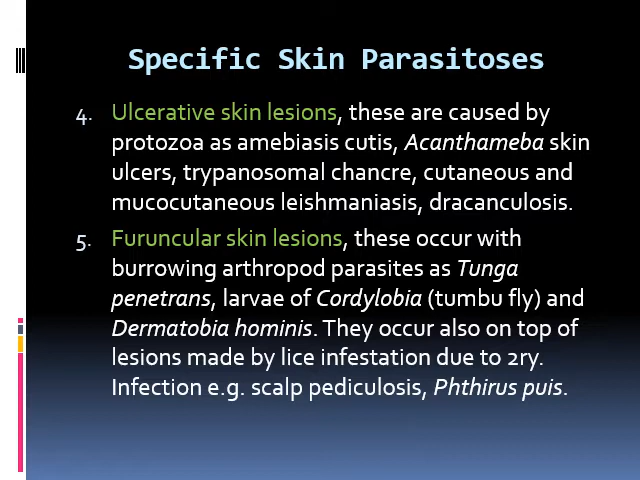 Specific Skin Parasitoses
4. Ulcerative skin lesions, these are caused by
protozoa as amebiasis cutis, Acanthameba skin
ulcers, trypanosomal chancre, cutaneous and
mucocutaneous leishmaniasis, dracanculosis.
5. Furuncular skin lesions, these occur with
burrowing arthropod parasites as Tunga
penetrans, larvae of Cordylobia (tumbu fly) and
Dermatobia hominis. They occur also on top of
lesions made by lice infestation due to 2ry.
Infection e.g. scalp pediculosis, Phthirus puis.